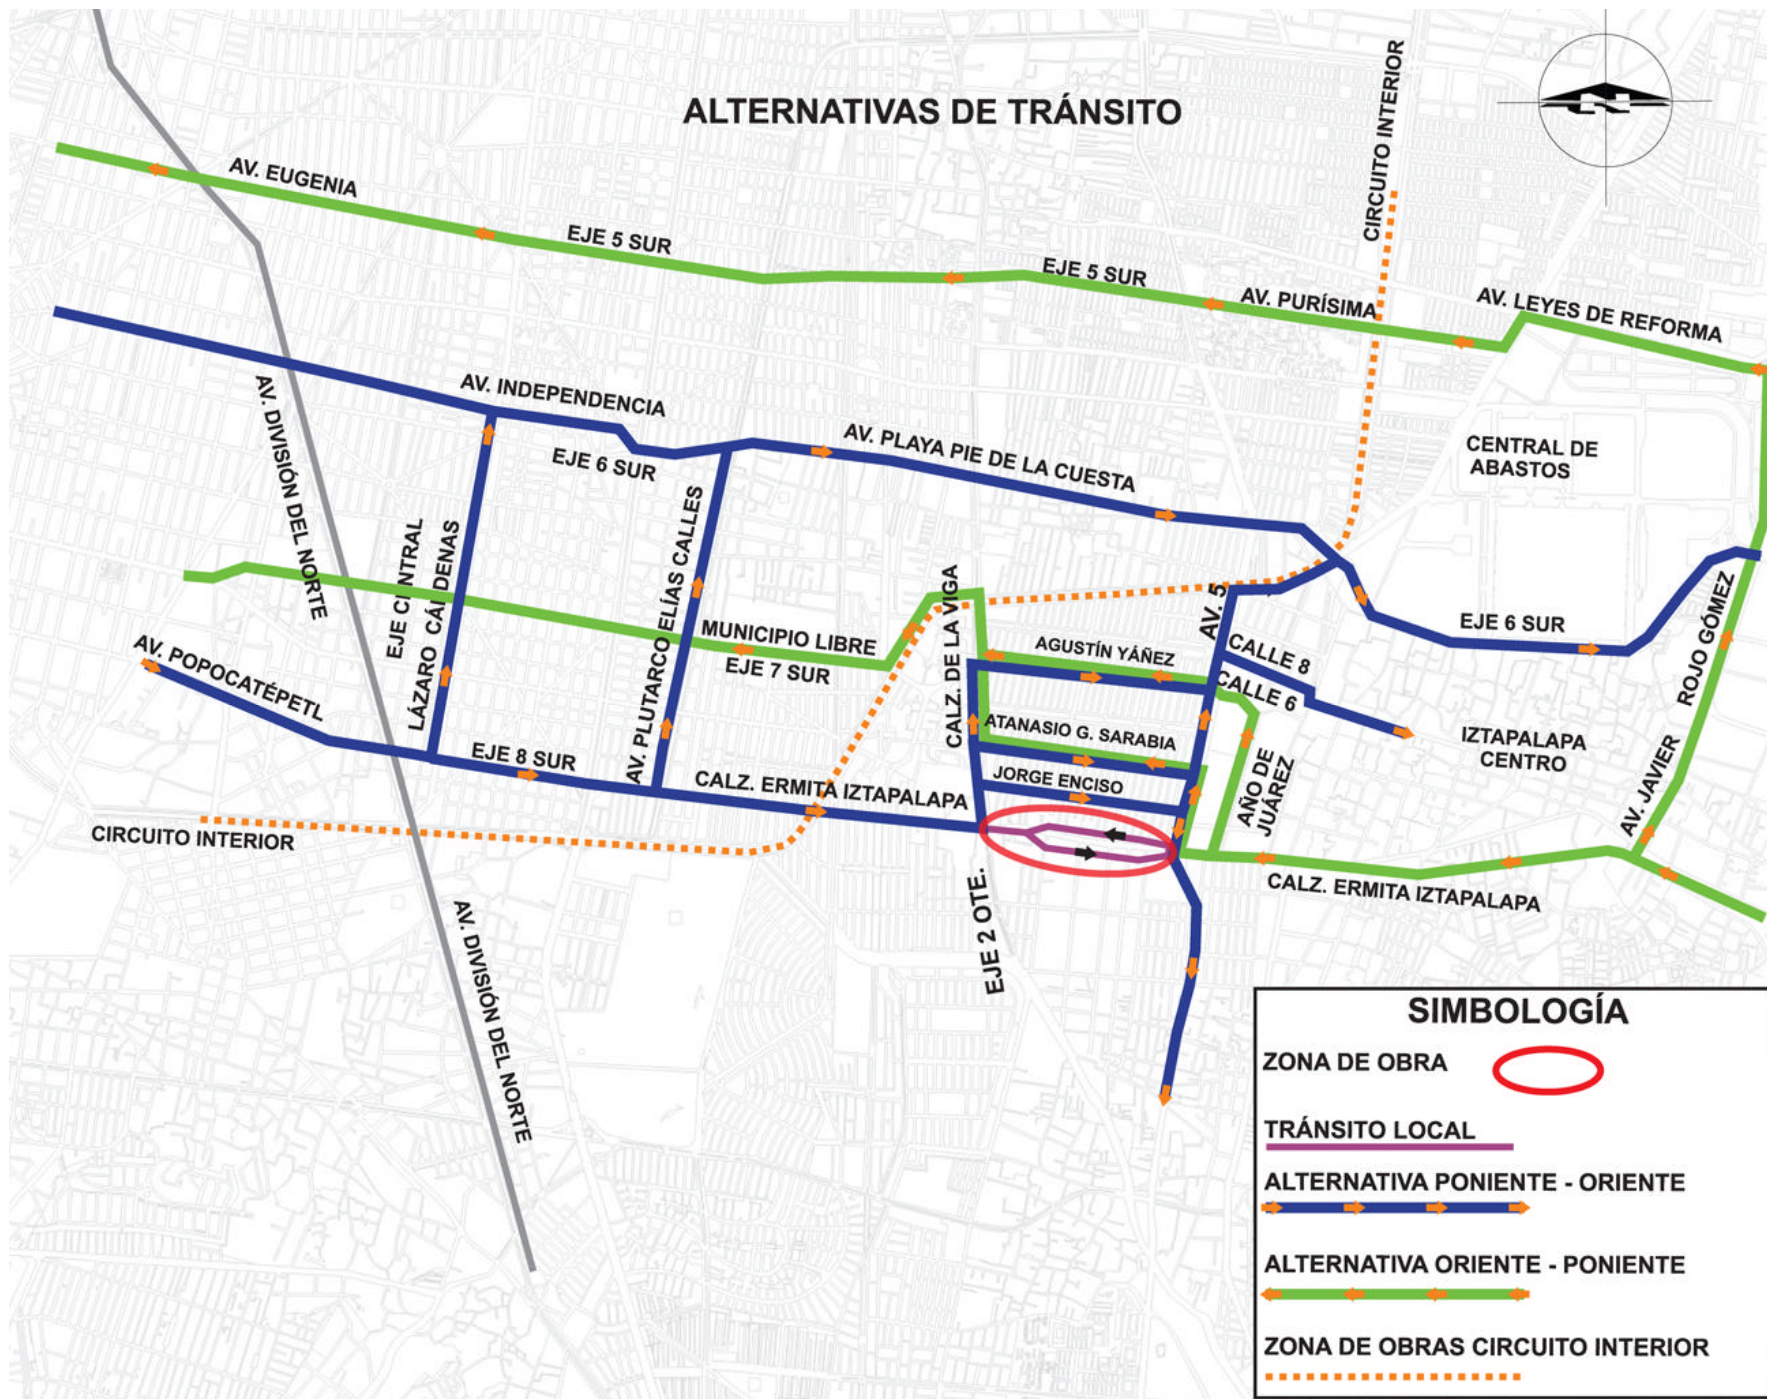 ALTERNATIVAS DE TRÁNSITO
CIRCUITO INTERIOR
AV. EUGENIA
EJE 5 SUR
EJE 5 SUR
AV. PURÍSIMA
AV. LEYES DE REFORMA
AV. INDEPENDENCIA
EJE 6 SUR
AV. PLAYA PIE DE LA CUESTA
CENTRAL DE
ABASTOS
AV. DIVISIÓN DEL NORTE
EJE CENTRAL
LÁZARO CÁRDENAS
AV. PLUTARCO ELÍAS CALLES
MUNICIPIO LIBRE
EJE 7 SUR
CALZ. DE LA VIGA
AGUSTÍN YÁÑEZ
AV. 5
CALLE 8
CALLE 6
EJE 6 SUR
ROJO GÓMEZ
AV. JAVIER
AV. POPOCATÉPETL
EJE 8 SUR
CALZ. ERMITA IZTAPALAPA
ATANASIO G. SARABIA
JORGE ENCISO
AÑO DE
JUÁREZ
IZTAPALAPA
CENTRO
CIRCUITO INTERIOR
CALZ. ERMITA IZTAPALAPA
EJE 2 OTE.
AV. DIVISIÓN DEL NORTE
SIMBOLOGÍA
ZONA DE OBRA
TRÁNSITO LOCAL
ALTERNATIVA PONIENTE - ORIENTE
ALTERNATIVA ORIENTE - PONIENTE
ZONA DE OBRAS CIRCUITO INTERIOR